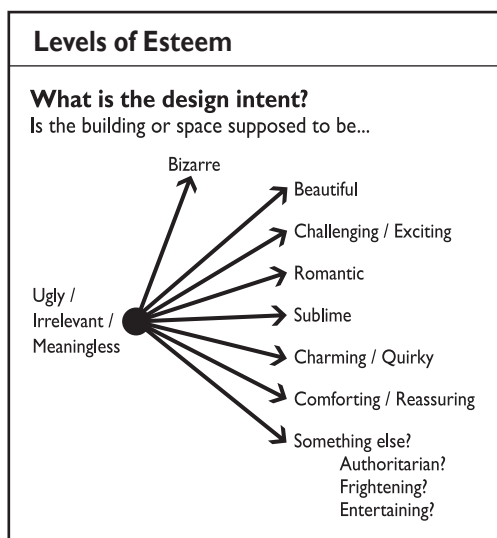 Levels of Esteem
What is the design intent?
Is the building or space supposed to be...
Bizarre
Beautiful
Challenging / Exciting
Romantic
Ugly /
Irrelevant /
Meaningless
Sublime
Charming / Quirky
Comforting / Reassuring
Something else?
Authoritarian?
Frightening?
Entertaining?